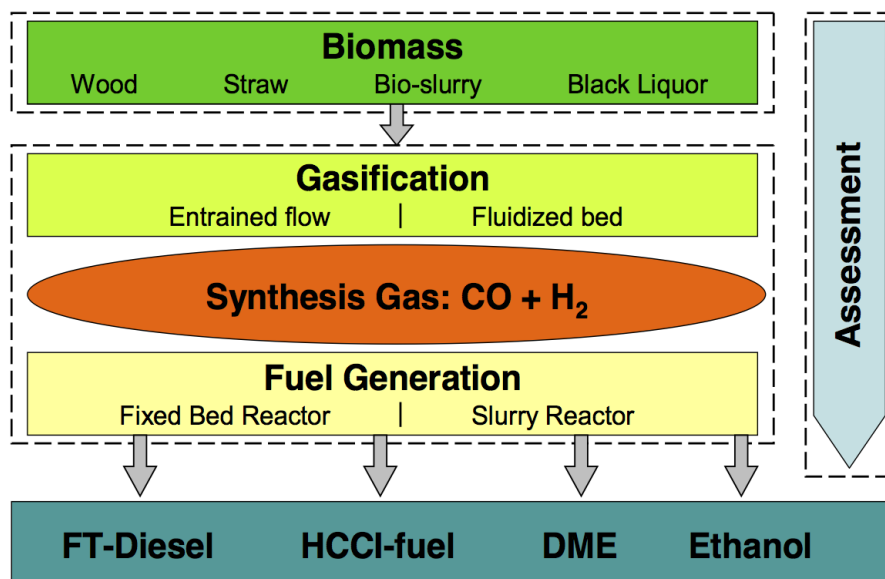 Biomass
Wood Straw Bio-slurry Black Liquor
Gasification
Entrained flow | Fluidized bed
Synthesis Gas: CO + H₂
Fuel Generation
Fixed Bed Reactor | Slurry Reactor
FT-Diesel HCCI-fuel DME Ethanol
Assessment